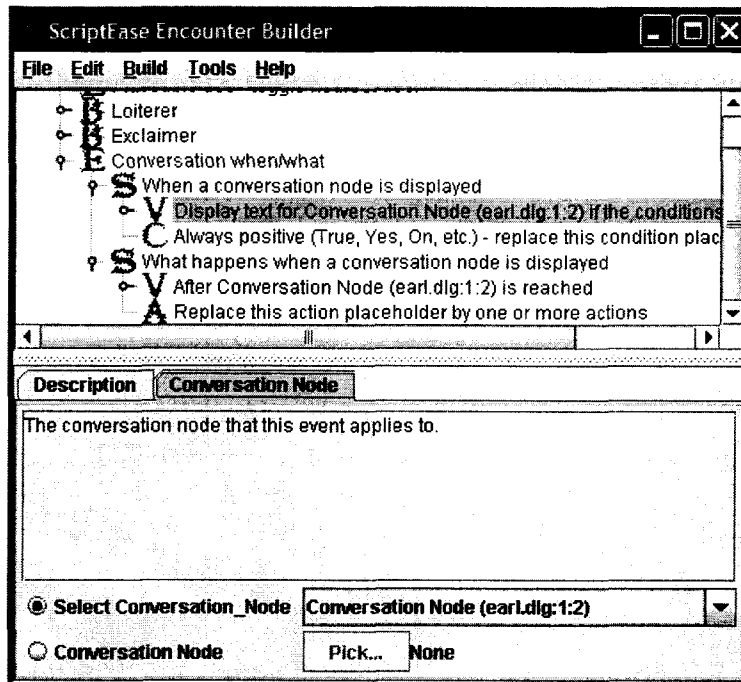 ScriptEase Encounter Builder
File Edit Build Tools Help
B Loiterer
B Exclaimer
E Conversation when/what
S When a conversation node is displayed
V Display text for Conversation Node (earl.dlg:1:2) if the conditions
C Always positive (True, Yes, On, etc.) - replace this condition plac
S What happens when a conversation node is displayed
V After Conversation Node (earl.dlg:1:2) is reached
A Replace this action placeholder by one or more actions
Description Conversation Node
The conversation node that this event applies to.
Select Conversation_Node Conversation Node (earl.dlg:1:2)
Conversation Node Pick... None